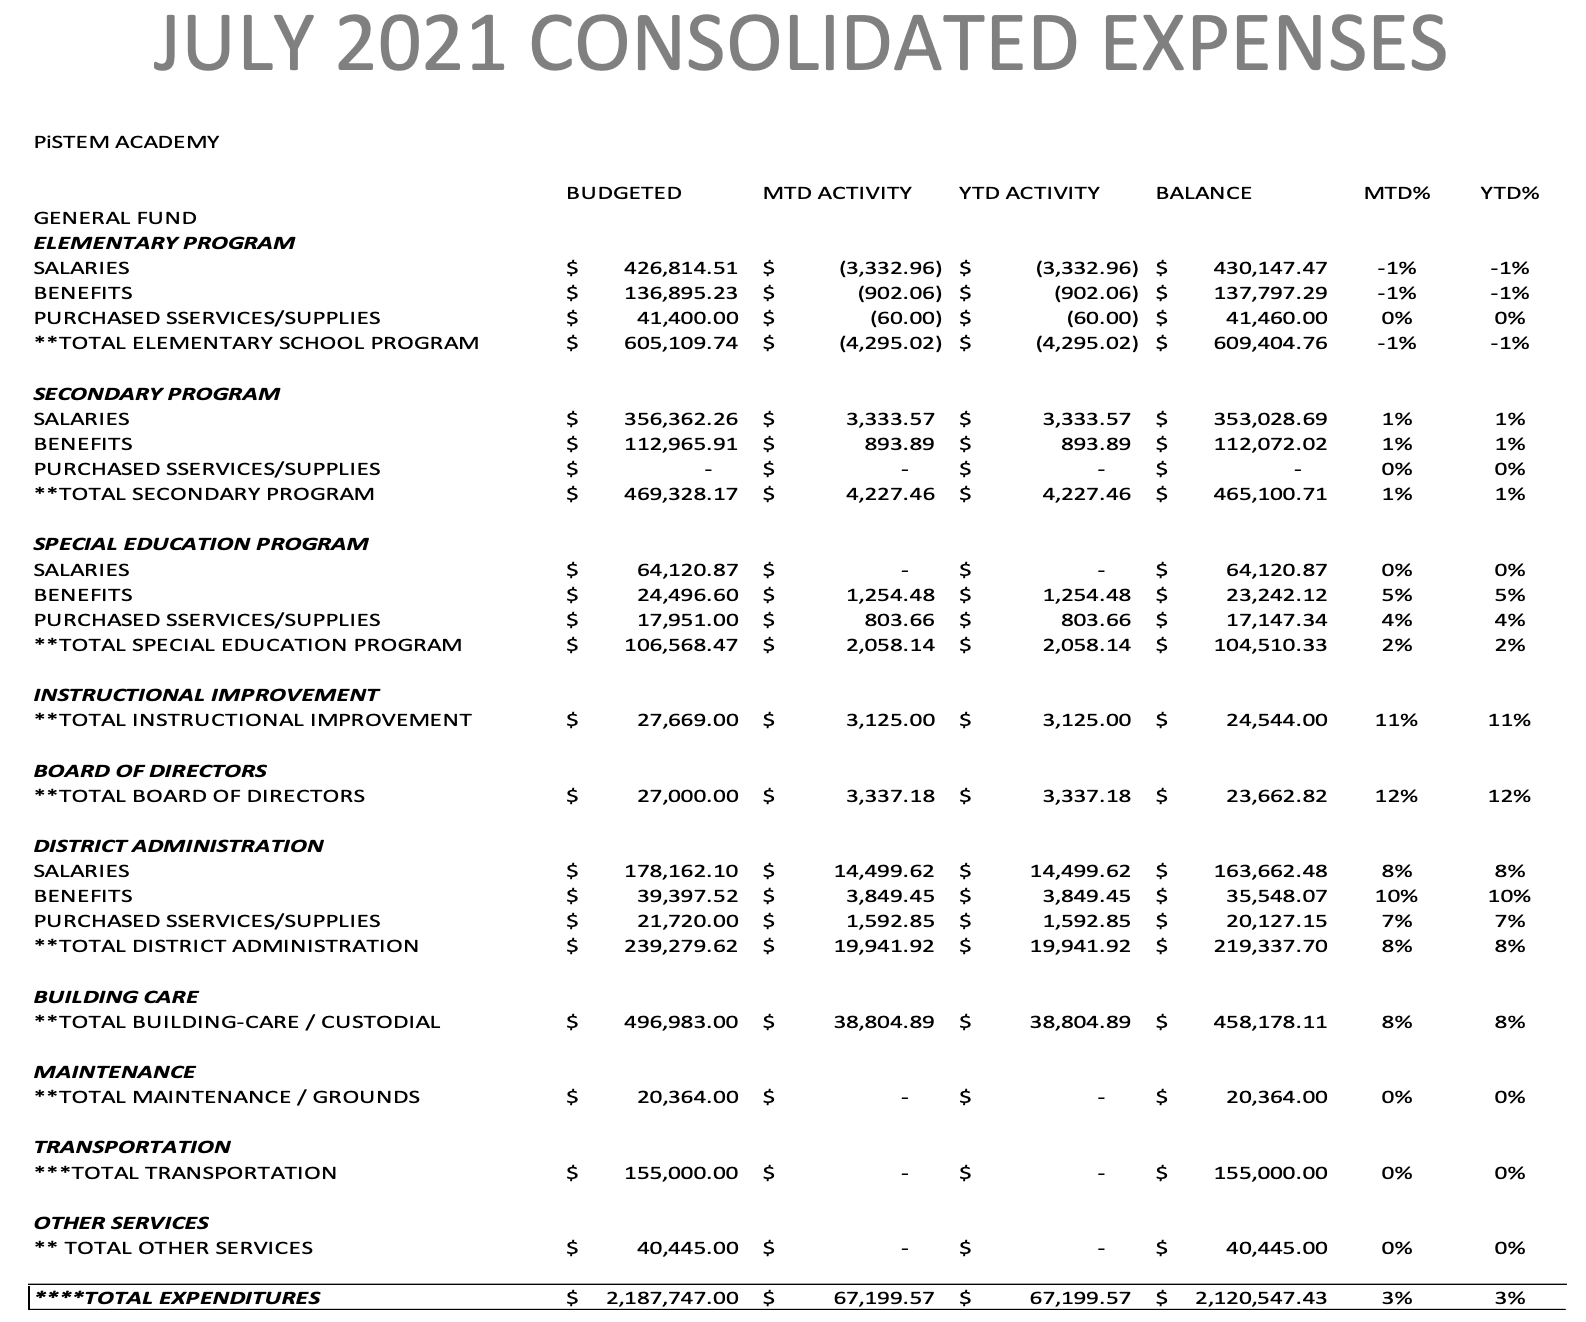 JULY 2021 CONSOLIDATED EXPENSES
PiSTEM ACADEMY
BUDGETED MTD ACTIVITY YTD ACTIVITY BALANCE MTD% YTD%
GENERAL FUND
ELEMENTARY PROGRAM
SALARIES $ 426,814.51 $ (3,332.96) $ (3,332.96) $ 430,147.47 -1% -1%
BENEFITS $ 136,895.23 $ (902.06) $ (902.06) $ 137,797.29 -1% -1%
PURCHASED SSERVICES/SUPPLIES $ 41,400.00 $ (60.00) $ (60.00) $ 41,460.00 0% 0%
**TOTAL ELEMENTARY SCHOOL PROGRAM $ 605,109.74 $ (4,295.02) $ (4,295.02) $ 609,404.76 -1% -1%
SECONDARY PROGRAM
SALARIES $ 356,362.26 $ 3,333.57 $ 3,333.57 $ 353,028.69 1% 1%
BENEFITS $ 112,965.91 $ 893.89 $ 893.89 $ 112,072.02 1% 1%
PURCHASED SSERVICES/SUPPLIES $ - $ - $ - $ - 0% 0%
**TOTAL SECONDARY PROGRAM $ 469,328.17 $ 4,227.46 $ 4,227.46 $ 465,100.71 1% 1%
SPECIAL EDUCATION PROGRAM
SALARIES $ 64,120.87 $ - $ - $ 64,120.87 0% 0%
BENEFITS $ 24,496.60 $ 1,254.48 $ 1,254.48 $ 23,242.12 5% 5%
PURCHASED SSERVICES/SUPPLIES $ 17,951.00 $ 803.66 $ 803.66 $ 17,147.34 4% 4%
**TOTAL SPECIAL EDUCATION PROGRAM $ 106,568.47 $ 2,058.14 $ 2,058.14 $ 104,510.33 2% 2%
INSTRUCTIONAL IMPROVEMENT
**TOTAL INSTRUCTIONAL IMPROVEMENT $ 27,669.00 $ 3,125.00 $ 3,125.00 $ 24,544.00 11% 11%
BOARD OF DIRECTORS
**TOTAL BOARD OF DIRECTORS $ 27,000.00 $ 3,337.18 $ 3,337.18 $ 23,662.82 12% 12%
DISTRICT ADMINISTRATION
SALARIES $ 178,162.10 $ 14,499.62 $ 14,499.62 $ 163,662.48 8% 8%
BENEFITS $ 39,397.52 $ 3,849.45 $ 3,849.45 $ 35,548.07 10% 10%
PURCHASED SSERVICES/SUPPLIES $ 21,720.00 $ 1,592.85 $ 1,592.85 $ 20,127.15 7% 7%
**TOTAL DISTRICT ADMINISTRATION $ 239,279.62 $ 19,941.92 $ 19,941.92 $ 219,337.70 8% 8%
BUILDING CARE
**TOTAL BUILDING-CARE / CUSTODIAL $ 496,983.00 $ 38,804.89 $ 38,804.89 $ 458,178.11 8% 8%
MAINTENANCE
**TOTAL MAINTENANCE / GROUNDS $ 20,364.00 $ - $ - $ 20,364.00 0% 0%
TRANSPORTATION
***TOTAL TRANSPORTATION $ 155,000.00 $ - $ - $ 155,000.00 0% 0%
OTHER SERVICES
** TOTAL OTHER SERVICES $ 40,445.00 $ - $ - $ 40,445.00 0% 0%
****TOTAL EXPENDITURES $ 2,187,747.00 $ 67,199.57 $ 67,199.57 $ 2,120,547.43 3% 3%